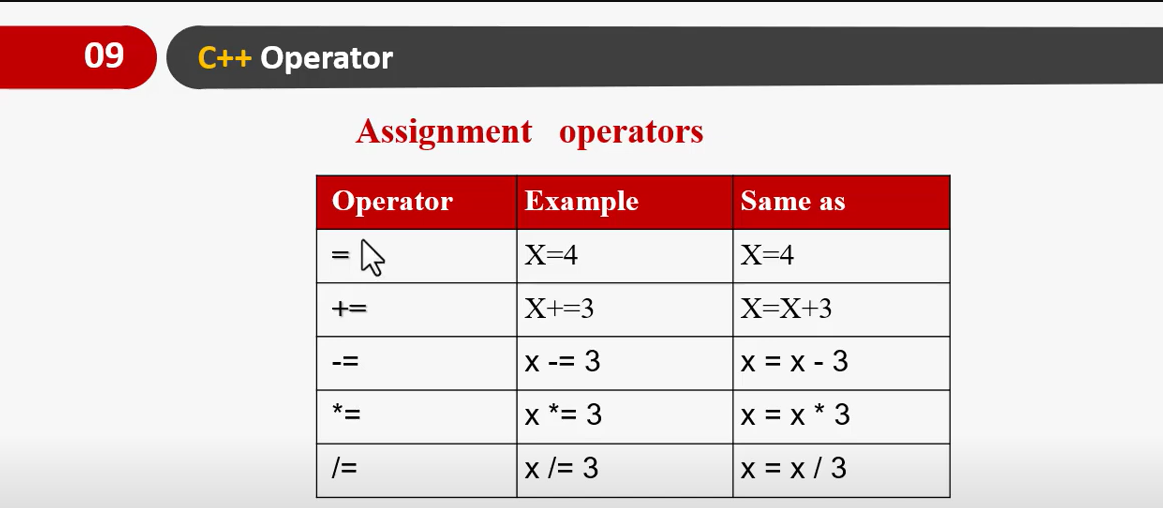 09
C++ Operator
Assignment operators
Operator Example Same as
= X=4 X=4
+= X+=3 X=X+3
-= x -= 3 x = x - 3
*= x *= 3 x = x * 3
/= x /= 3 x = x / 3